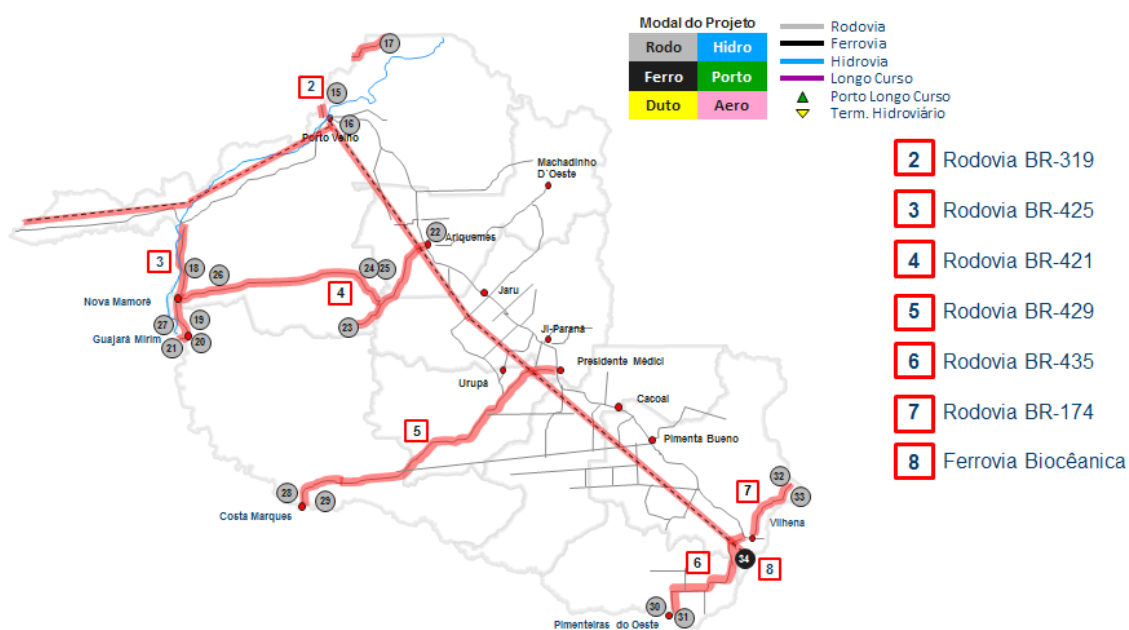 Modal do Projeto
Rodo
Hidro
Ferro
Porto
Duto
Aero
Rodovia
Ferrovia
Hidrovia
Longo Curso
Porto Longo Curso
Term. Hidroviário
2 Rodovia BR-319
3 Rodovia BR-425
4 Rodovia BR-421
5 Rodovia BR-429
6 Rodovia BR-435
7 Rodovia BR-174
8 Ferrovia Biocêanica
17
2
15
16
Porto Velho
Machadinho
D`Oeste
22
Ariquemes
3
18
26
24
25
4
Nova Mamoré
Jaru
27
19
23
Guajará Mirim
20
21
Ji-Paraná
Presidente Médici
Urupá
Cacoal
5
Pimenta Bueno
28
29
Costa Marques
32
7
33
Vilhena
34
6
8
30
31
Pimenteiras do Oeste